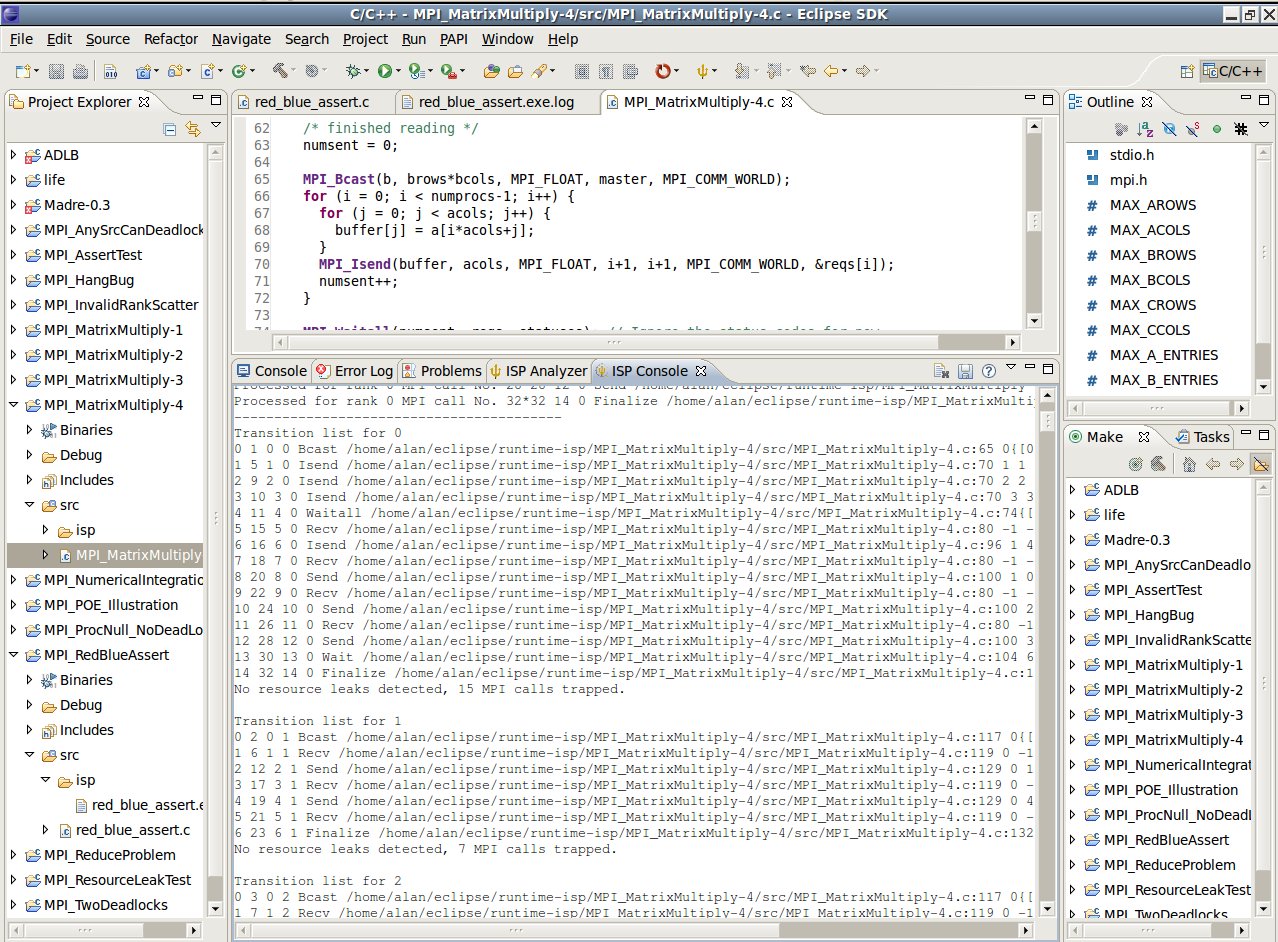 C/C++ - MPI_MatrixMultiply-4/src/MPI_MatrixMultiply-4.c - Eclipse SDK
File Edit Source Refactor Navigate Search Project Run PAPI Window Help
C/C++
Project Explorer
ADLB
life
Madre-0.3
MPI_AnySrcCanDeadlock
MPI_AssertTest
MPI_HangBug
MPI_InvalidRankScatter
MPI_MatrixMultiply-1
MPI_MatrixMultiply-2
MPI_MatrixMultiply-3
MPI_MatrixMultiply-4
Binaries
Debug
Includes
src
isp
MPI_MatrixMultiply
MPI_NumericalIntegratio
MPI_POE_Illustration
MPI_ProcNull_NoDeadLo
MPI_RedBlueAssert
Binaries
Debug
Includes
src
isp
red_blue_assert.e
red_blue_assert.c
MPI_ReduceProblem
MPI_ResourceLeakTest
MPI_TwoDeadlocks
red_blue_assert.c red_blue_assert.exe.log MPI_MatrixMultiply-4.c
62 /* finished reading */
63 numsent = 0;
64
65 MPI_Bcast(b, brows*bcols, MPI_FLOAT, master, MPI_COMM_WORLD);
66 for (i = 0; i < numprocs-1; i++) {
67 for (j = 0; j < acols; j++) {
68 buffer[j] = a[i*acols+j];
69 }
70 MPI_Isend(buffer, acols, MPI_FLOAT, i+1, i+1, MPI_COMM_WORLD, &reqs[i]);
71 numsent++;
72 }
73
Console Error Log Problems ISP Analyzer ISP Console
Processed for rank 0 MPI call No. 32*32 14 0 Finalize /home/alan/eclipse/runtime-isp/MPI_MatrixMulti
-----------------------------------------
Transition list for 0
0 1 0 0 Bcast /home/alan/eclipse/runtime-isp/MPI_MatrixMultiply-4/src/MPI_MatrixMultiply-4.c:65 0{[0
1 5 1 0 Isend /home/alan/eclipse/runtime-isp/MPI_MatrixMultiply-4/src/MPI_MatrixMultiply-4.c:70 1 1
2 9 2 0 Isend /home/alan/eclipse/runtime-isp/MPI_MatrixMultiply-4/src/MPI_MatrixMultiply-4.c:70 2 2
3 10 3 0 Isend /home/alan/eclipse/runtime-isp/MPI_MatrixMultiply-4/src/MPI_MatrixMultiply-4.c:70 3 3
4 11 4 0 Waitall /home/alan/eclipse/runtime-isp/MPI_MatrixMultiply-4/src/MPI_MatrixMultiply-4.c:74{[
5 15 5 0 Recv /home/alan/eclipse/runtime-isp/MPI_MatrixMultiply-4/src/MPI_MatrixMultiply-4.c:80 -1 -
6 16 6 0 Isend /home/alan/eclipse/runtime-isp/MPI_MatrixMultiply-4/src/MPI_MatrixMultiply-4.c:96 1 4
7 18 7 0 Recv /home/alan/eclipse/runtime-isp/MPI_MatrixMultiply-4/src/MPI_MatrixMultiply-4.c:80 -1 -
8 20 8 0 Send /home/alan/eclipse/runtime-isp/MPI_MatrixMultiply-4/src/MPI_MatrixMultiply-4.c:100 1 0
9 22 9 0 Recv /home/alan/eclipse/runtime-isp/MPI_MatrixMultiply-4/src/MPI_MatrixMultiply-4.c:80 -1 -
10 24 10 0 Send /home/alan/eclipse/runtime-isp/MPI_MatrixMultiply-4/src/MPI_MatrixMultiply-4.c:100 2
11 26 11 0 Recv /home/alan/eclipse/runtime-isp/MPI_MatrixMultiply-4/src/MPI_MatrixMultiply-4.c:80 -1
12 28 12 0 Send /home/alan/eclipse/runtime-isp/MPI_MatrixMultiply-4/src/MPI_MatrixMultiply-4.c:100 3
13 30 13 0 Wait /home/alan/eclipse/runtime-isp/MPI_MatrixMultiply-4/src/MPI_MatrixMultiply-4.c:104 6
14 32 14 0 Finalize /home/alan/eclipse/runtime-isp/MPI_MatrixMultiply-4/src/MPI_MatrixMultiply-4.c:1
No resource leaks detected, 15 MPI calls trapped.
Transition list for 1
0 2 0 1 Bcast /home/alan/eclipse/runtime-isp/MPI_MatrixMultiply-4/src/MPI_MatrixMultiply-4.c:117 0{[
1 6 1 1 Recv /home/alan/eclipse/runtime-isp/MPI_MatrixMultiply-4/src/MPI_MatrixMultiply-4.c:119 0 -1
2 12 2 1 Send /home/alan/eclipse/runtime-isp/MPI_MatrixMultiply-4/src/MPI_MatrixMultiply-4.c:129 0 1
3 17 3 1 Recv /home/alan/eclipse/runtime-isp/MPI_MatrixMultiply-4/src/MPI_MatrixMultiply-4.c:119 0 -
4 19 4 1 Send /home/alan/eclipse/runtime-isp/MPI_MatrixMultiply-4/src/MPI_MatrixMultiply-4.c:129 0 4
5 21 5 1 Recv /home/alan/eclipse/runtime-isp/MPI_MatrixMultiply-4/src/MPI_MatrixMultiply-4.c:119 0 -
6 23 6 1 Finalize /home/alan/eclipse/runtime-isp/MPI_MatrixMultiply-4/src/MPI_MatrixMultiply-4.c:132
No resource leaks detected, 7 MPI calls trapped.
Transition list for 2
0 3 0 2 Bcast /home/alan/eclipse/runtime-isp/MPI_MatrixMultiply-4/src/MPI_MatrixMultiply-4.c:117 0{[
1 7 1 2 Recv /home/alan/eclipse/runtime-isp/MPI_MatrixMultiply-4/src/MPI_MatrixMultiply-4.c:119 0 -1
Outline
stdio.h
mpi.h
# MAX_AROWS
# MAX_ACOLS
# MAX_BROWS
# MAX_BCOLS
# MAX_CROWS
# MAX_CCOLS
# MAX_A_ENTRIES
# MAX_B_ENTRIES
Make Tasks
ADLB
life
Madre-0.3
MPI_AnySrcCanDeadlo
MPI_AssertTest
MPI_HangBug
MPI_InvalidRankScatte
MPI_MatrixMultiply-1
MPI_MatrixMultiply-2
MPI_MatrixMultiply-3
MPI_MatrixMultiply-4
MPI_NumericalIntegrat
MPI_POE_Illustration
MPI_ProcNull_NoDeadl
MPI_RedBlueAssert
MPI_ReduceProblem
MPI_ResourceLeakTest
MPI_TwoDeadlocks